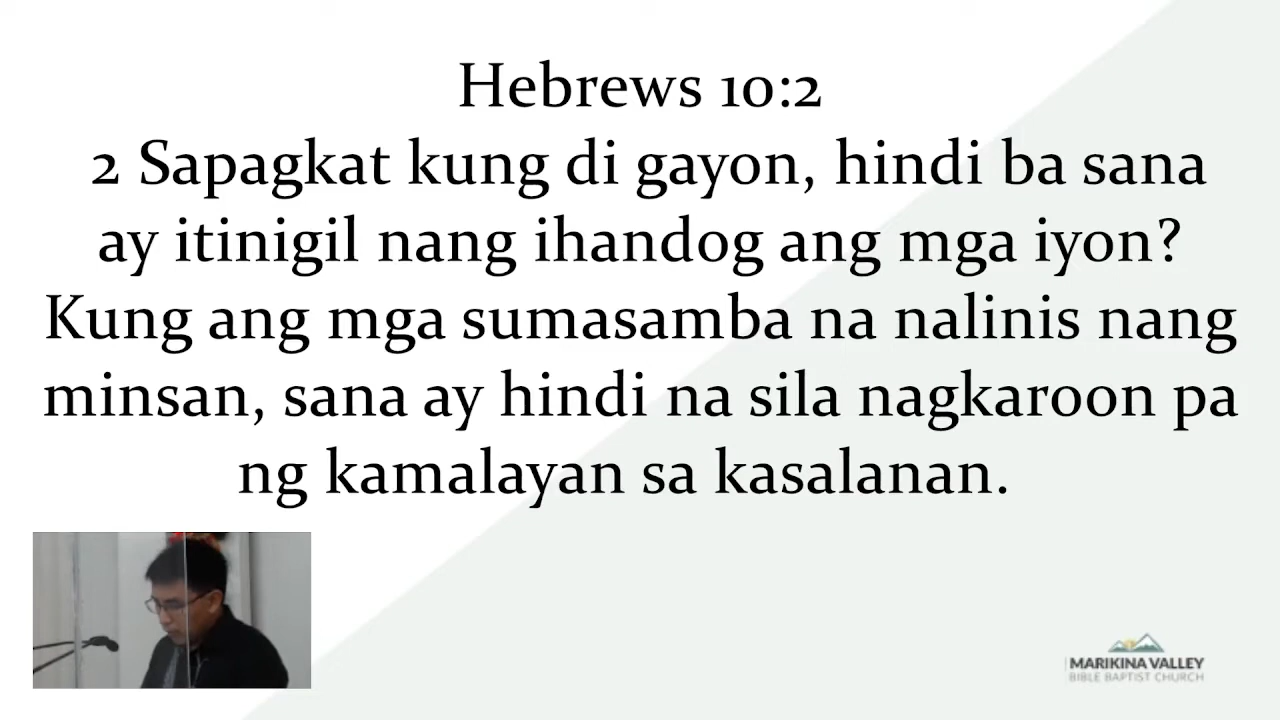 Hebrews 10:2
2 Sapagkat kung di gayon, hindi ba sana
ay itinigil nang ihandog ang mga iyon?
Kung ang mga sumasamba na nalinis nang
minsan, sana ay hindi na sila nagkaroon pa
ng kamalayan sa kasalanan.
MARIKINA VALLEY
BIBLE BAPTIST CHURCH